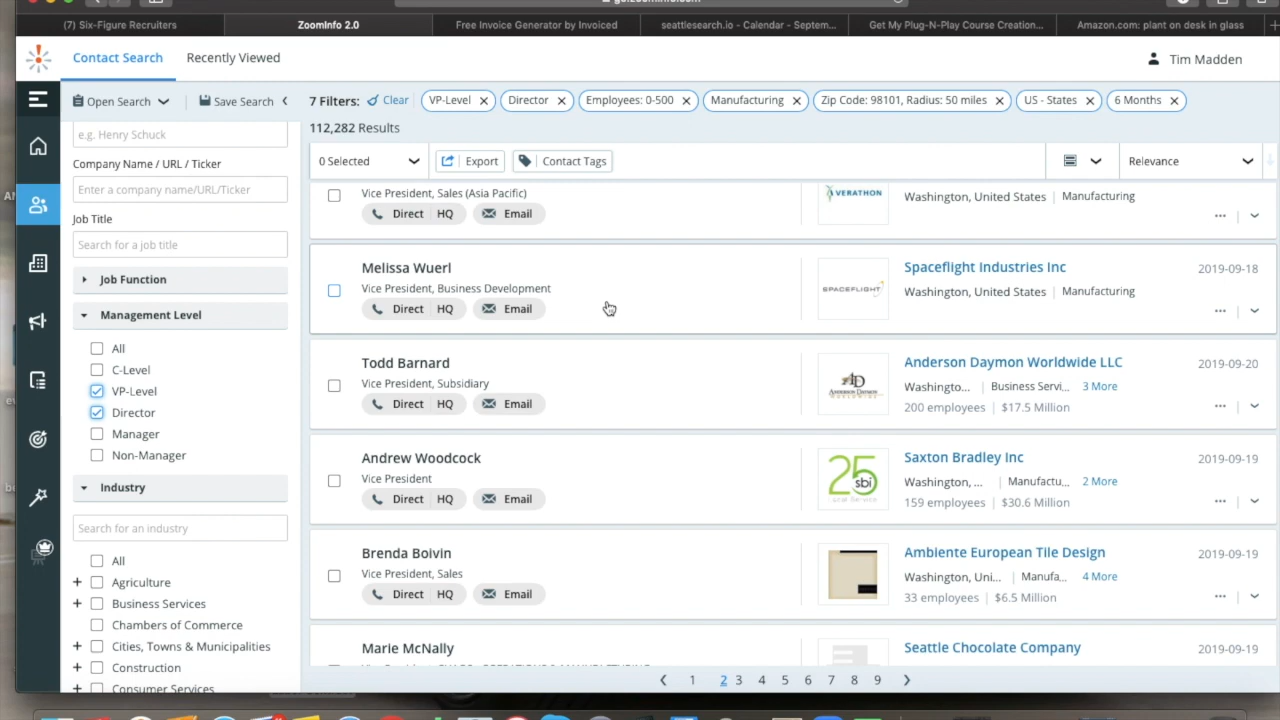 (7) Six-Figure Recruiters
ZoomInfo 2.0
Free Invoice Generator by Invoiced
seattlesearch.io - Calendar - Septem...
Get My Plug-N-Play Course Creation...
Amazon.com: plant on desk in glass
Contact Search
Recently Viewed
Tim Madden
Open Search
Save Search
7 Filters:
Clear
VP-Level
Director
Employees: 0-500
Manufacturing
Zip Code: 98101, Radius: 50 miles
US - States
6 Months
112,282 Results
e.g. Henry Schuck
Company Name / URL / Ticker
Enter a company name/URL/Ticker
Job Title
Search for a job title
Job Function
Management Level
All
C-Level
VP-Level
Director
Manager
Non-Manager
Industry
Search for an industry
All
Agriculture
Business Services
Chambers of Commerce
Cities, Towns & Municipalities
Construction
Consumer Services
0 Selected
Export
Contact Tags
Relevance
Vice President, Sales (Asia Pacific)
Direct HQ Email
VERATHON
Washington, United States | Manufacturing
Melissa Wuerl
Vice President, Business Development
Direct HQ Email
SPACEFLIGHT
Spaceflight Industries Inc
2019-09-18
Washington, United States | Manufacturing
Todd Barnard
Vice President, Subsidiary
Direct HQ Email
AD
ANDERSON DAYMON
WORLDWIDE
Anderson Daymon Worldwide LLC
2019-09-20
Washingto... | Business Servi... 3 More
200 employees | $17.5 Million
Andrew Woodcock
Vice President
Direct HQ Email
25
sbi
Saxton Bradley Inc
2019-09-19
Washington, ... | Manufactu... 2 More
159 employees | $30.6 Million
Brenda Boivin
Vice President, Sales
Direct HQ Email
Ambiente European Tile Design
2019-09-19
Washington, Uni... | Manufa... 4 More
33 employees | $6.5 Million
Marie McNally
Seattle Chocolate Company
2019-09-19
1 2 3 4 5 6 7 8 9